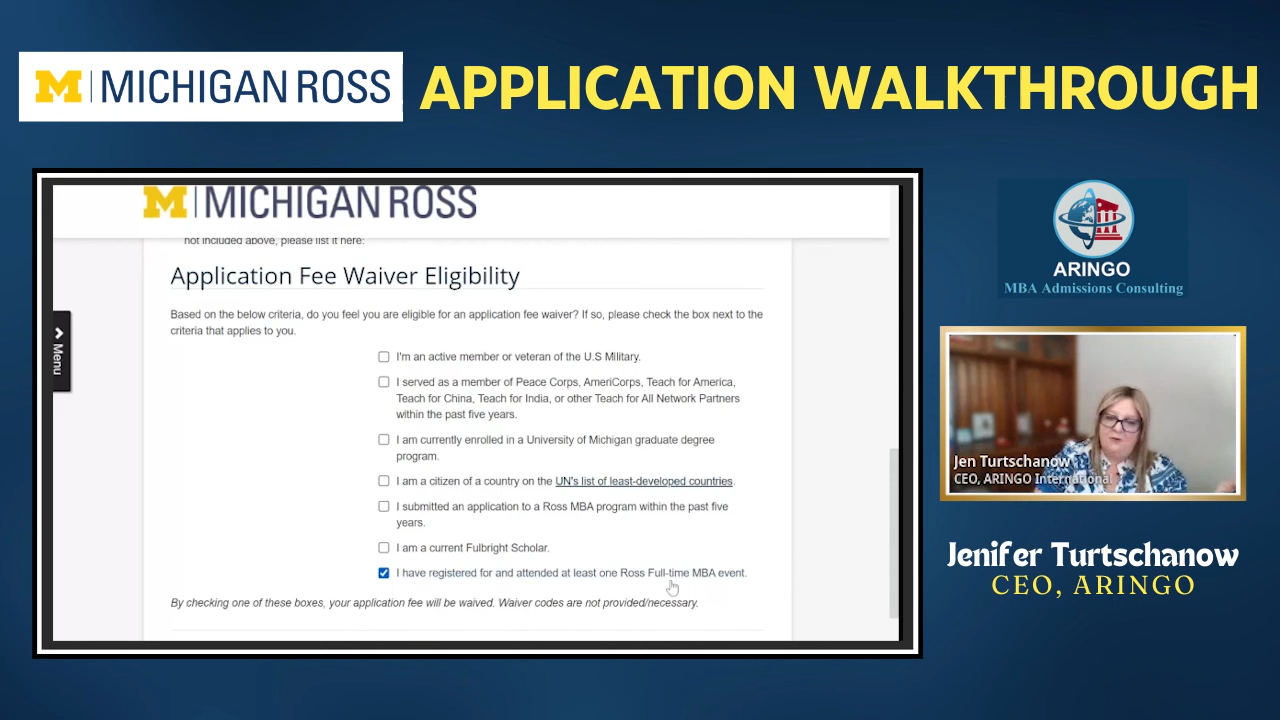 M | MICHIGAN ROSS
APPLICATION WALKTHROUGH
M | MICHIGAN ROSS
not included above, please list it here:
Application Fee Waiver Eligibility
Based on the below criteria, do you feel you are eligible for an application fee waiver? If so, please check the box next to the
criteria that applies to you.
I'm an active member or veteran of the U.S Military.
I served as a member of Peace Corps, AmeriCorps, Teach for America,
Teach for China, Teach for India, or other Teach for All Network Partners
within the past five years.
I am currently enrolled in a University of Michigan graduate degree
program.
I am a citizen of a country on the UN's list of least-developed countries.
I submitted an application to a Ross MBA program within the past five
years.
I am a current Fulbright Scholar.
I have registered for and attended at least one Ross Full-time MBA event.
By checking one of these boxes, your application fee will be waived. Waiver codes are not provided/necessary.
Menu
ARINGO
MBA Admissions Consulting
Jen Turtschanow
CEO, ARINGO International
Jenifer Turtschanow
CEO, ARINGO